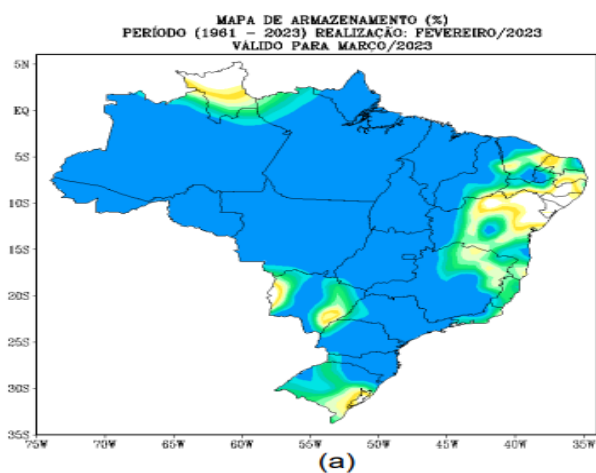 MAPA DE ARMAZENAMENTO (%)
PERÍODO (1961 – 2023) REALIZAÇÃO: FEVEREIRO/2023
VÁLIDO PARA MARÇO/2023
5N
EQ
5S
10S
15S
20S
25S
30S
35S
75W 70W 65W 60W 55W 50W 45W 40W 35W
(a)